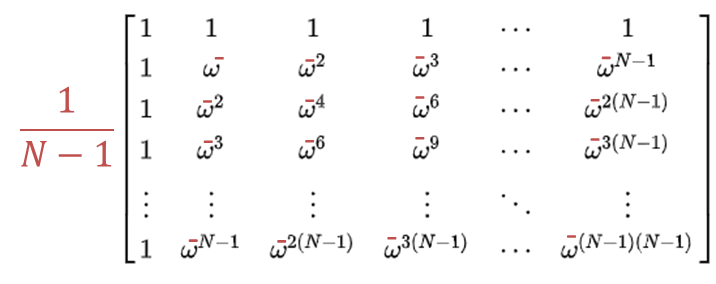 1 1 1 1 ⋯ 1
1 ω̄ ω̄² ω̄³ ⋯ ω̄ᴺ⁻¹
1 ω̄² ω̄⁴ ω̄⁶ ⋯ ω̄²⁽ᴺ⁻¹⁾
1/(N − 1)
1 ω̄³ ω̄⁶ ω̄⁹ ⋯ ω̄³⁽ᴺ⁻¹⁾
⋮ ⋮ ⋮ ⋮ ⋱ ⋮
1 ω̄ᴺ⁻¹ ω̄²⁽ᴺ⁻¹⁾ ω̄³⁽ᴺ⁻¹⁾ ⋯ ω̄⁽ᴺ⁻¹⁾⁽ᴺ⁻¹⁾